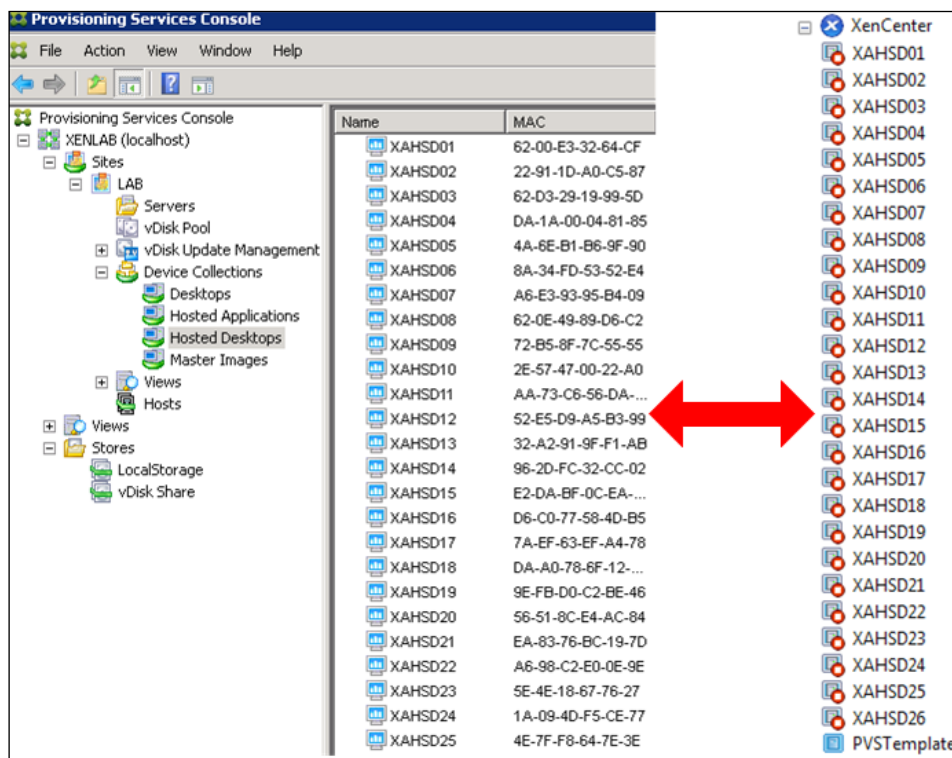 Provisioning Services Console
File Action View Window Help
Provisioning Services Console
XENLAB (localhost)
Sites
LAB
Servers
vDisk Pool
vDisk Update Management
Device Collections
Desktops
Hosted Applications
Hosted Desktops
Master Images
Views
Hosts
Views
Stores
LocalStorage
vDisk Share
Name MAC
XAHSD01 62-00-E3-32-64-CF
XAHSD02 22-91-1D-A0-C5-87
XAHSD03 62-D3-29-19-99-5D
XAHSD04 DA-1A-00-04-81-85
XAHSD05 4A-6E-B1-B6-9F-90
XAHSD06 8A-34-FD-53-52-E4
XAHSD07 A6-E3-93-95-B4-09
XAHSD08 62-0E-49-89-D6-C2
XAHSD09 72-B5-8F-7C-55-55
XAHSD10 2E-57-47-00-22-A0
XAHSD11 AA-73-C6-56-DA-...
XAHSD12 52-E5-D9-A5-B3-99
XAHSD13 32-A2-91-9F-F1-AB
XAHSD14 96-2D-FC-32-CC-02
XAHSD15 E2-DA-BF-0C-EA-...
XAHSD16 D6-C0-77-58-4D-B5
XAHSD17 7A-EF-63-EF-A4-78
XAHSD18 DA-A0-78-6F-12-...
XAHSD19 9E-FB-D0-C2-BE-46
XAHSD20 56-51-8C-E4-AC-84
XAHSD21 EA-83-76-BC-19-7D
XAHSD22 A6-98-C2-E0-0E-9E
XAHSD23 5E-4E-18-67-76-27
XAHSD24 1A-09-4D-F5-CE-77
XAHSD25 4E-7F-F8-64-7E-3E
XenCenter
XAHSD01
XAHSD02
XAHSD03
XAHSD04
XAHSD05
XAHSD06
XAHSD07
XAHSD08
XAHSD09
XAHSD10
XAHSD11
XAHSD12
XAHSD13
XAHSD14
XAHSD15
XAHSD16
XAHSD17
XAHSD18
XAHSD19
XAHSD20
XAHSD21
XAHSD22
XAHSD23
XAHSD24
XAHSD25
XAHSD26
PVSTemplate